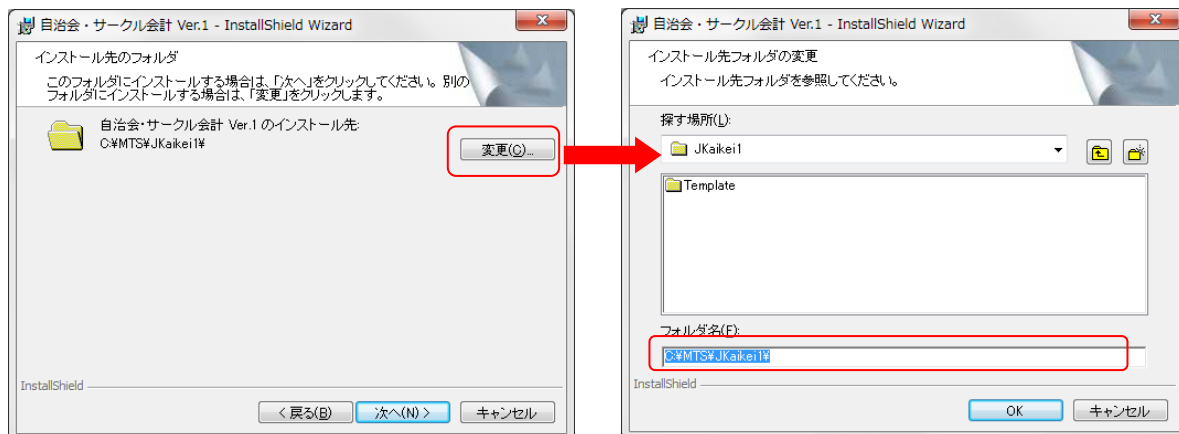 自治会・サークル会計 Ver.1 - InstallShield Wizard
インストール先のフォルダ
このフォルダにインストールする場合は、「次へ」をクリックしてください。別の
フォルダにインストールする場合は、「変更」をクリックします。
自治会・サークル会計 Ver.1 のインストール先:
C:¥MTS¥JKaikei1¥
変更(C)...
InstallShield
< 戻る(B)
次へ(N) >
キャンセル
自治会・サークル会計 Ver.1 - InstallShield Wizard
インストール先フォルダの変更
インストール先フォルダを参照してください。
探す場所(L):
JKaikei1
Template
フォルダ名(F):
C:¥MTS¥JKaikei1¥
InstallShield
OK
キャンセル